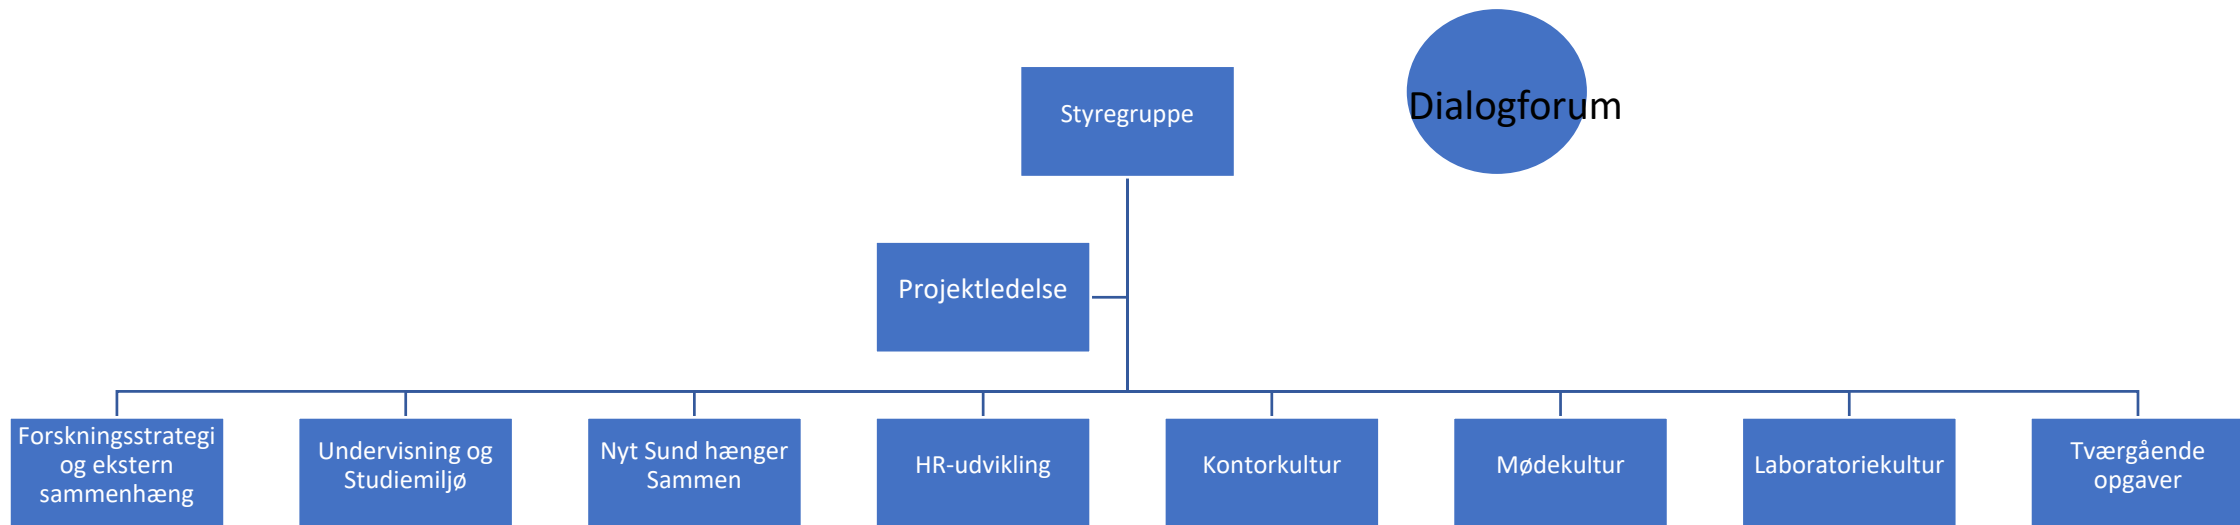 Dialogforum
Styregruppe
Projektledelse
Forskningsstrategi
og ekstern
sammenhæng
Undervisning og
Studiemiljø
Nyt Sund hænger
Sammen
HR-udvikling
Kontorkultur
Mødekultur
Laboratoriekultur
Tværgående
opgaver